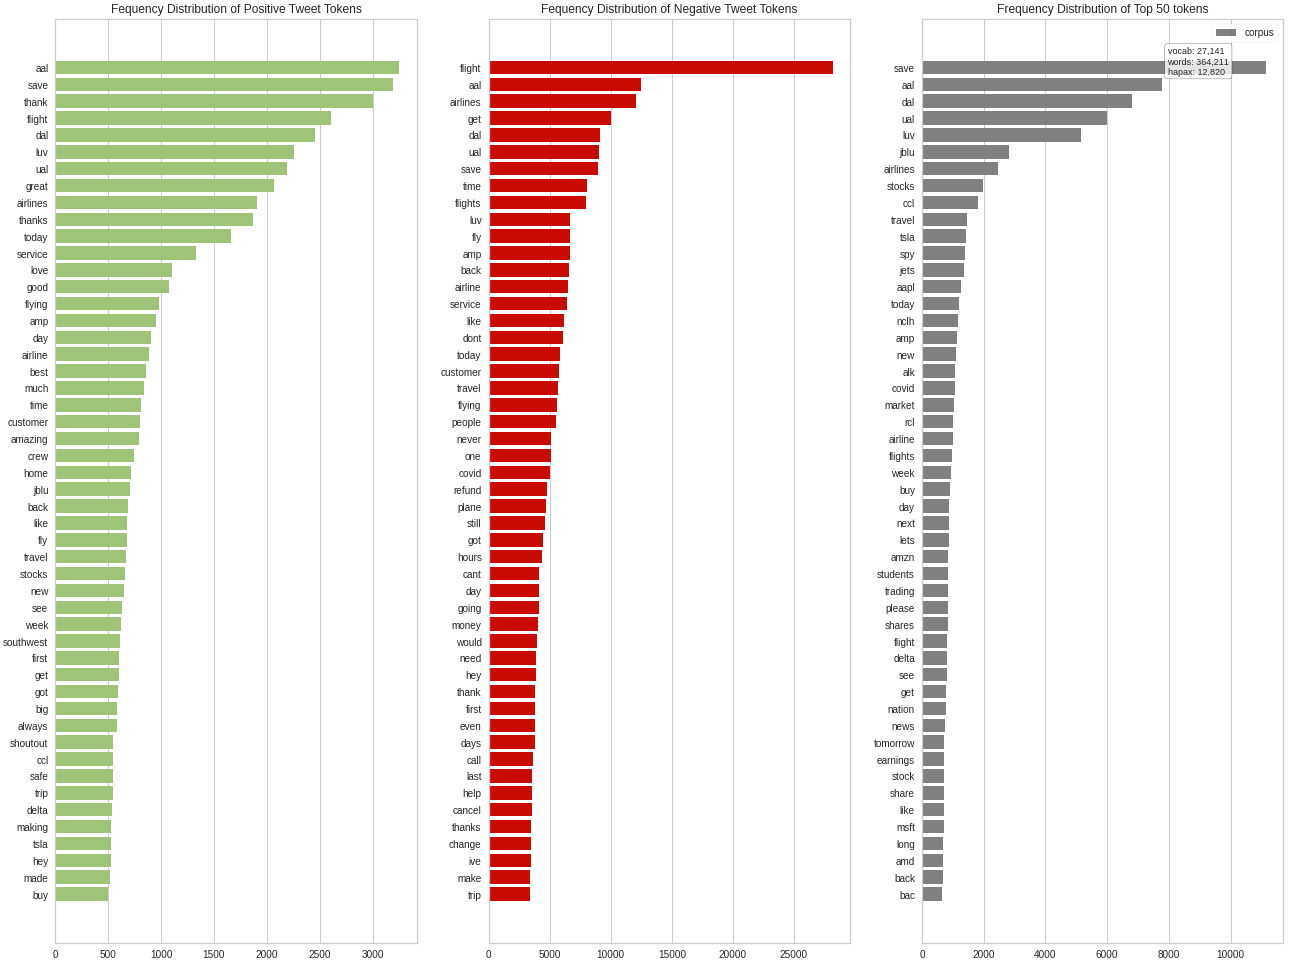 Fequency Distribution of Positive Tweet Tokens
aal
save
thank
flight
dal
luv
ual
great
airlines
thanks
today
service
love
good
flying
amp
day
airline
best
much
time
customer
amazing
crew
home
jblu
back
like
fly
travel
stocks
new
see
week
southwest
first
get
got
big
always
shoutout
ccl
safe
trip
delta
making
tsla
hey
made
buy
0 500 1000 1500 2000 2500 3000
Fequency Distribution of Negative Tweet Tokens
flight
aal
airlines
get
dal
ual
save
time
flights
luv
fly
amp
back
airline
service
like
dont
today
customer
travel
flying
people
never
one
covid
refund
plane
still
got
hours
cant
day
going
money
would
need
hey
thank
first
even
days
call
last
help
cancel
thanks
change
ive
make
trip
0 5000 10000 15000 20000 25000
Frequency Distribution of Top 50 tokens
corpus
vocab: 27,141
words: 364,211
hapax: 12,820
save
aal
dal
ual
luv
jblu
airlines
stocks
ccl
travel
tsla
spy
jets
aapl
today
nclh
amp
new
alk
covid
market
rcl
airline
flights
week
buy
day
next
lets
amzn
students
trading
please
shares
flight
delta
see
get
nation
news
tomorrow
earnings
stock
share
like
msft
long
amd
back
bac
0 2000 4000 6000 8000 10000